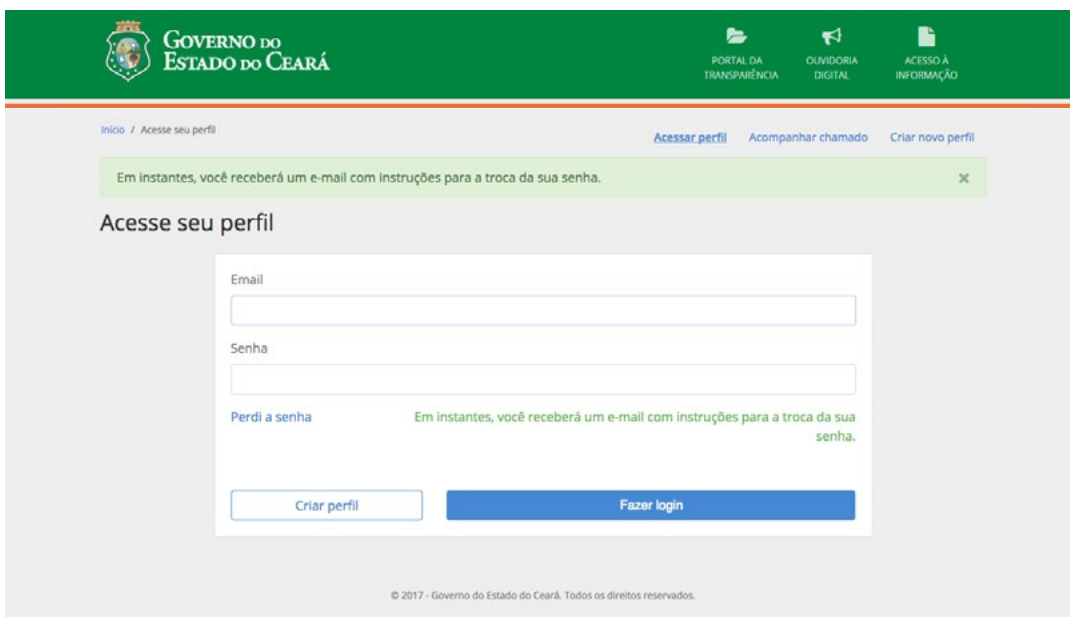 GOVERNO DO
ESTADO DO CEARÁ
PORTAL DA
TRANSPARÊNCIA
OUVIDORIA
DIGITAL
ACESSO À
INFORMAÇÃO
Início / Acesse seu perfil
Acessar perfil Acompanhar chamado Criar novo perfil
Em instantes, você receberá um e-mail com instruções para a troca da sua senha. ×
Acesse seu perfil
Email
Senha
Perdi a senha
Em instantes, você receberá um e-mail com instruções para a troca da sua
senha.
Criar perfil
Fazer login
© 2017 - Governo do Estado do Ceará. Todos os direitos reservados.